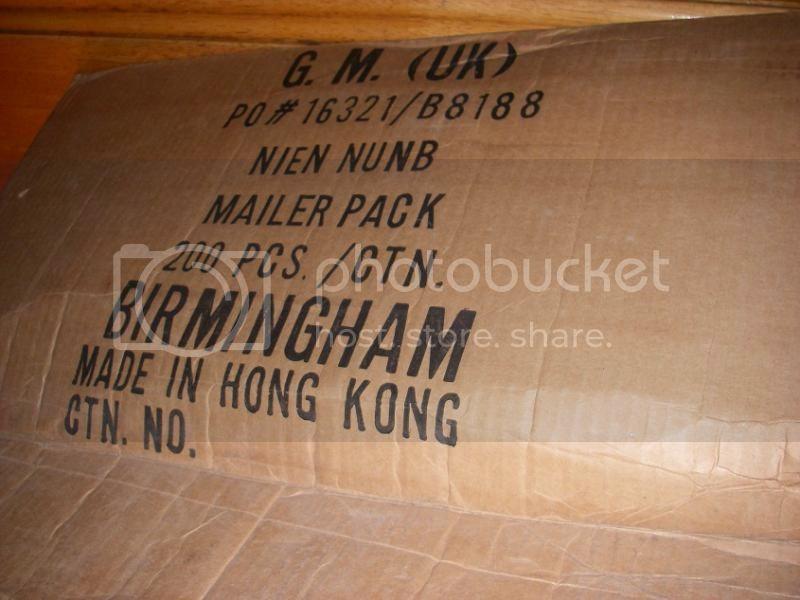 G. M. (UK)
PO# 16321/B8188
NIEN NUNB
MAILER PACK
200 PCS. /CTN.
photobucket
host. store. share.
BIRMINGHAM
MADE IN HONG KONG
CTN. NO.